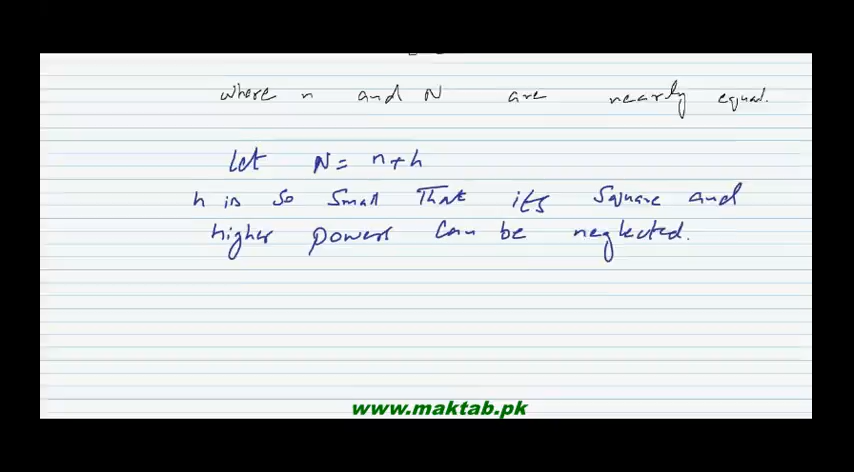 where n and N are nearly equal.
let N = n+h
h is so small that its square and
higher powers can be neglected.
www.maktab.pk